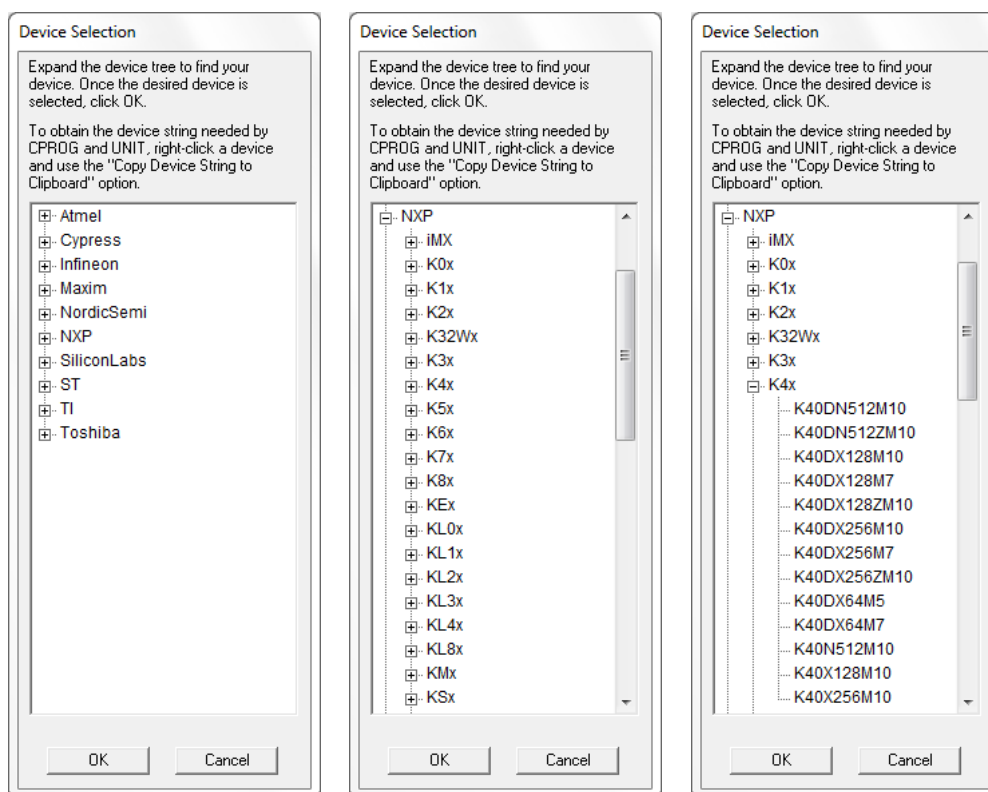 Device Selection
Expand the device tree to find your
device. Once the desired device is
selected, click OK.
To obtain the device string needed by
CPROG and UNIT, right-click a device
and use the "Copy Device String to
Clipboard" option.
Atmel
Cypress
Infineon
Maxim
NordicSemi
NXP
SiliconLabs
ST
TI
Toshiba
OK
Cancel
Device Selection
Expand the device tree to find your
device. Once the desired device is
selected, click OK.
To obtain the device string needed by
CPROG and UNIT, right-click a device
and use the "Copy Device String to
Clipboard" option.
NXP
iMX
K0x
K1x
K2x
K32Wx
K3x
K4x
K5x
K6x
K7x
K8x
KEx
KL0x
KL1x
KL2x
KL3x
KL4x
KL8x
KMx
KSx
OK
Cancel
Device Selection
Expand the device tree to find your
device. Once the desired device is
selected, click OK.
To obtain the device string needed by
CPROG and UNIT, right-click a device
and use the "Copy Device String to
Clipboard" option.
NXP
iMX
K0x
K1x
K2x
K32Wx
K3x
K4x
K40DN512M10
K40DN512ZM10
K40DX128M10
K40DX128M7
K40DX128ZM10
K40DX256M10
K40DX256M7
K40DX256ZM10
K40DX64M5
K40DX64M7
K40N512M10
K40X128M10
K40X256M10
OK
Cancel